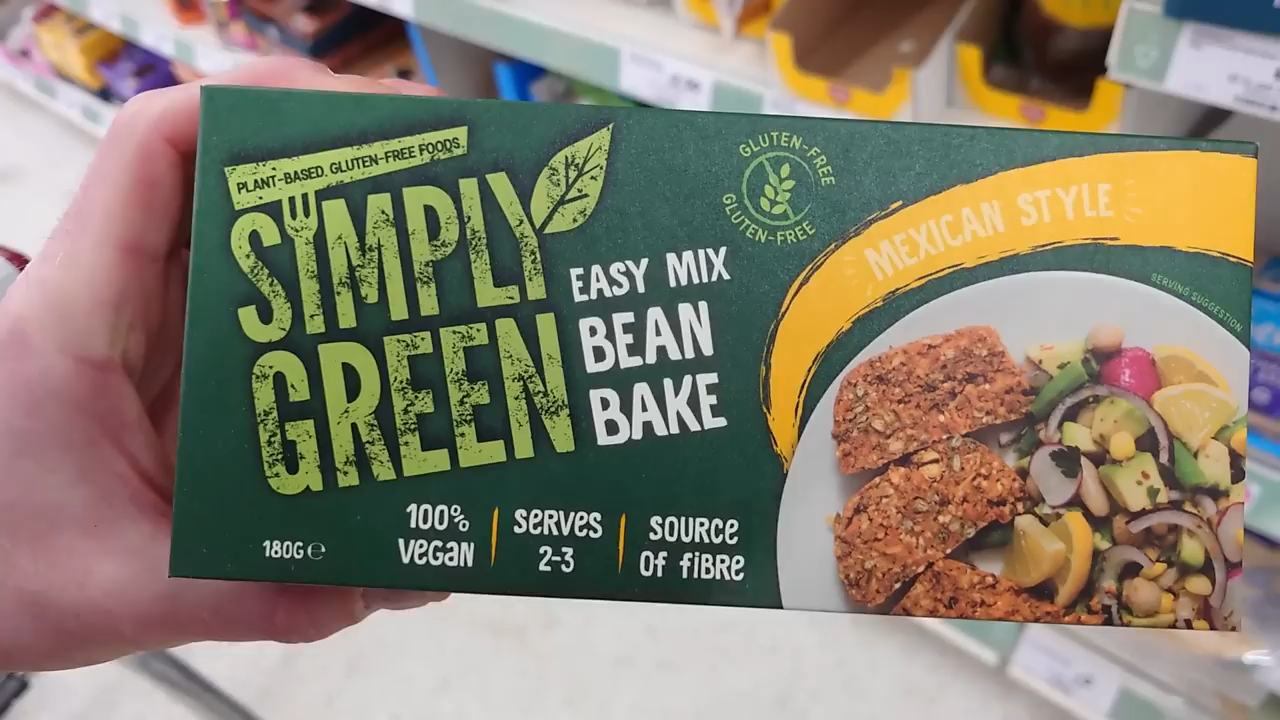 PLANT-BASED. GLUTEN-FREE FOODS
SIMPLY
GREEN
EASY MIX
BEAN
BAKE
GLUTEN-FREE
GLUTEN-FREE
MEXICAN STYLE
SERVING SUGGESTION
180G℮
100%
VEGAN
SERVES
2-3
SOURCE
OF FIBRE